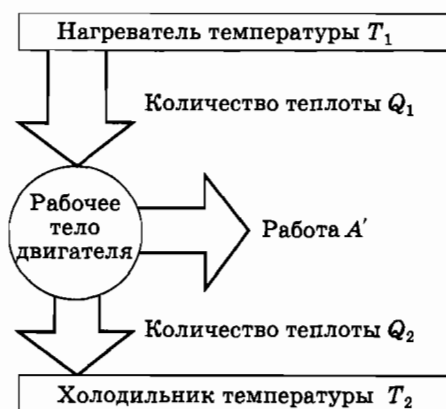 Нагреватель температуры T₁
Количество теплоты Q₁
Рабочее
тело
двигателя
Работа A′
Количество теплоты Q₂
Холодильник температуры T₂